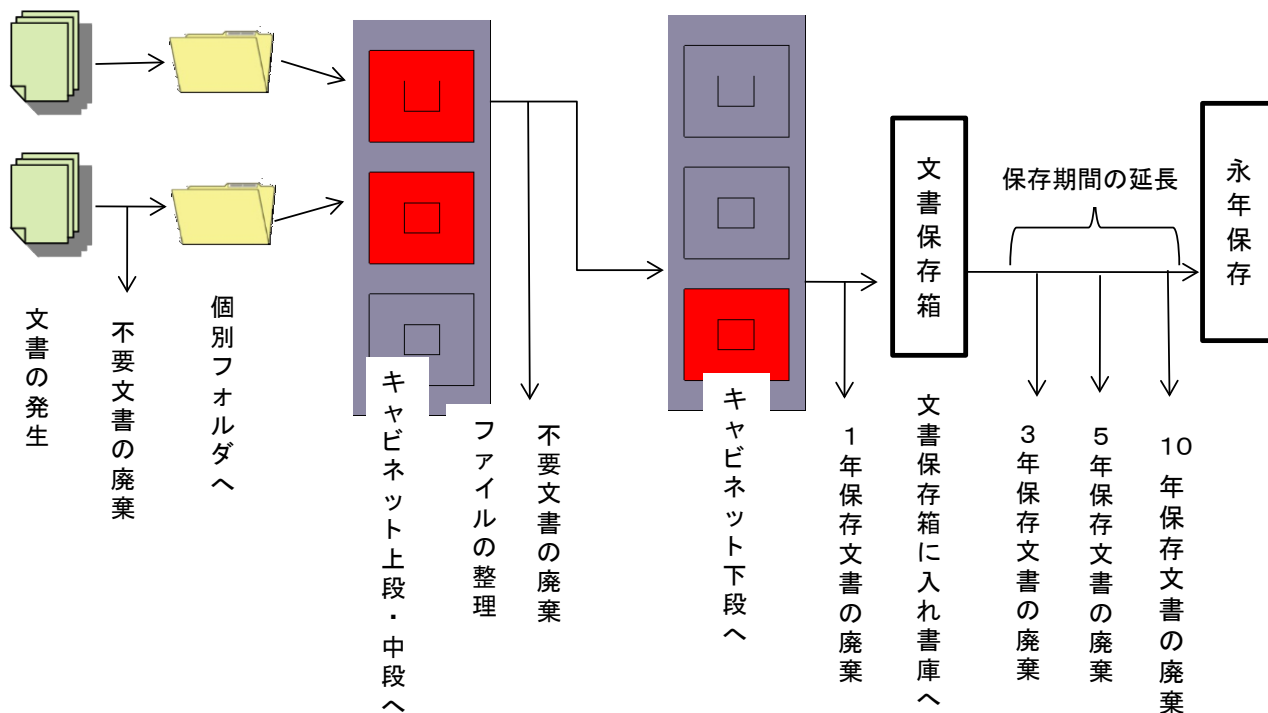 文書の発生
不要文書の廃棄
個別フォルダへ
キャビネット上段・中段へ
ファイルの整理
不要文書の廃棄
キャビネット下段へ
1年保存文書の廃棄
文書保存箱
文書保存箱に入れ書庫へ
保存期間の延長
3年保存文書の廃棄
5年保存文書の廃棄
10年保存文書の廃棄
永年保存